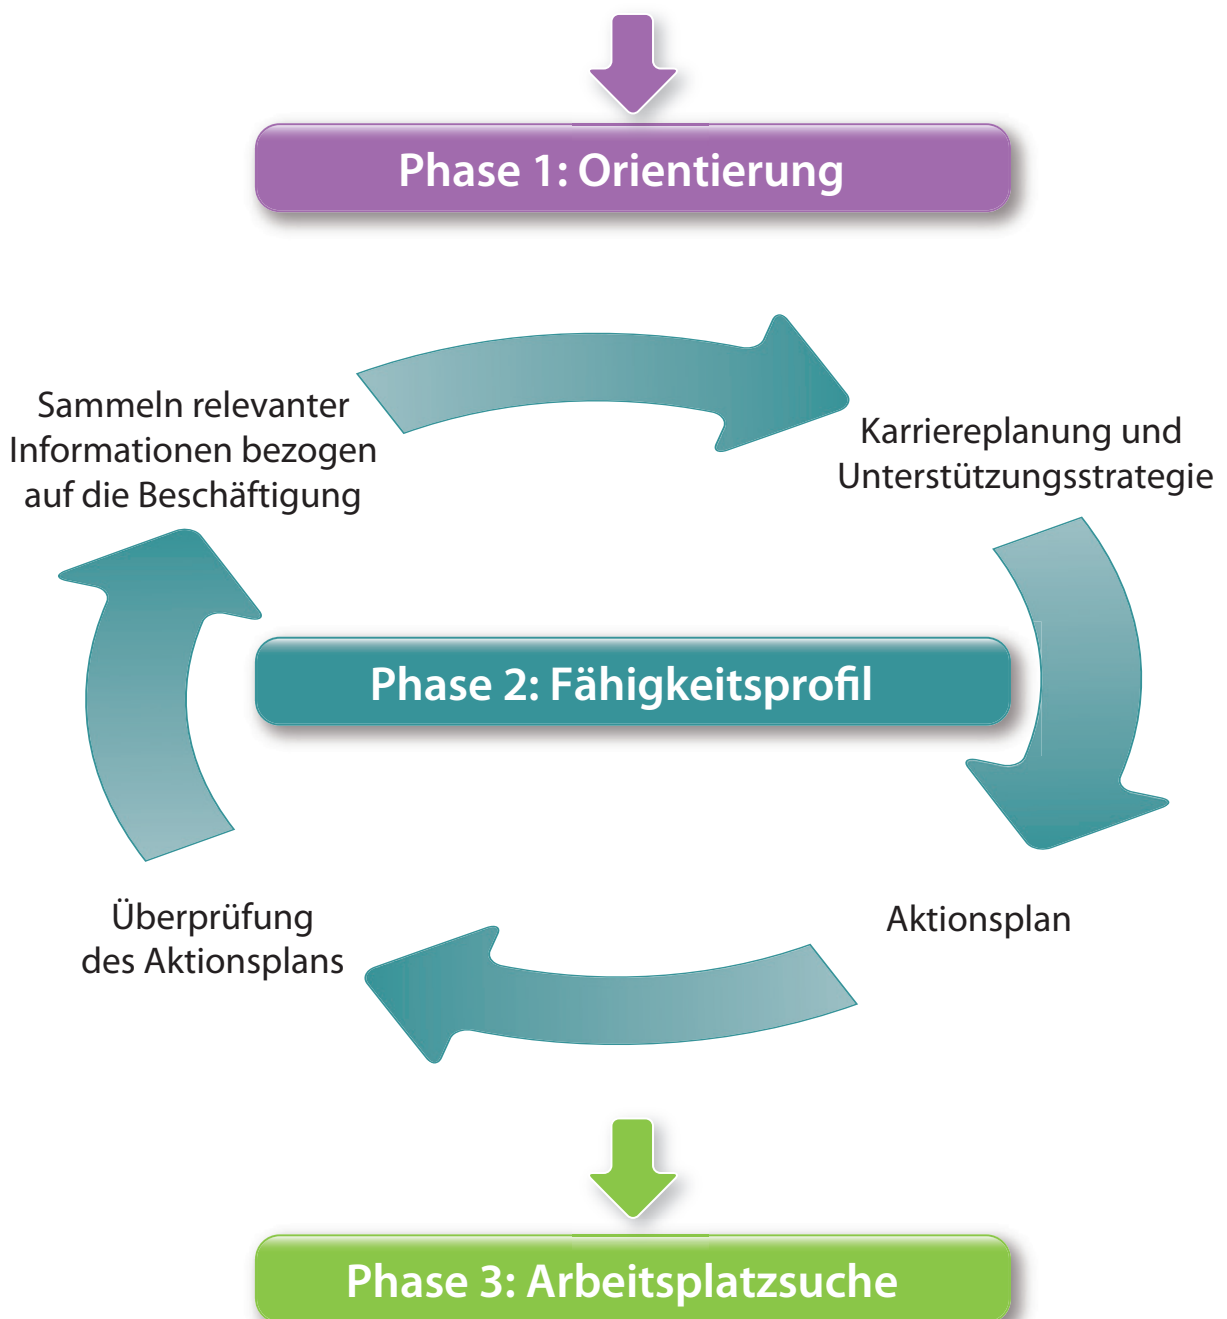 Phase 1: Orientierung
Sammeln relevanter
Informationen bezogen
auf die Beschäftigung
Karriereplanung und
Unterstützungsstrategie
Phase 2: Fähigkeitsprofil
Überprüfung
des Aktionsplans
Aktionsplan
Phase 3: Arbeitsplatzsuche